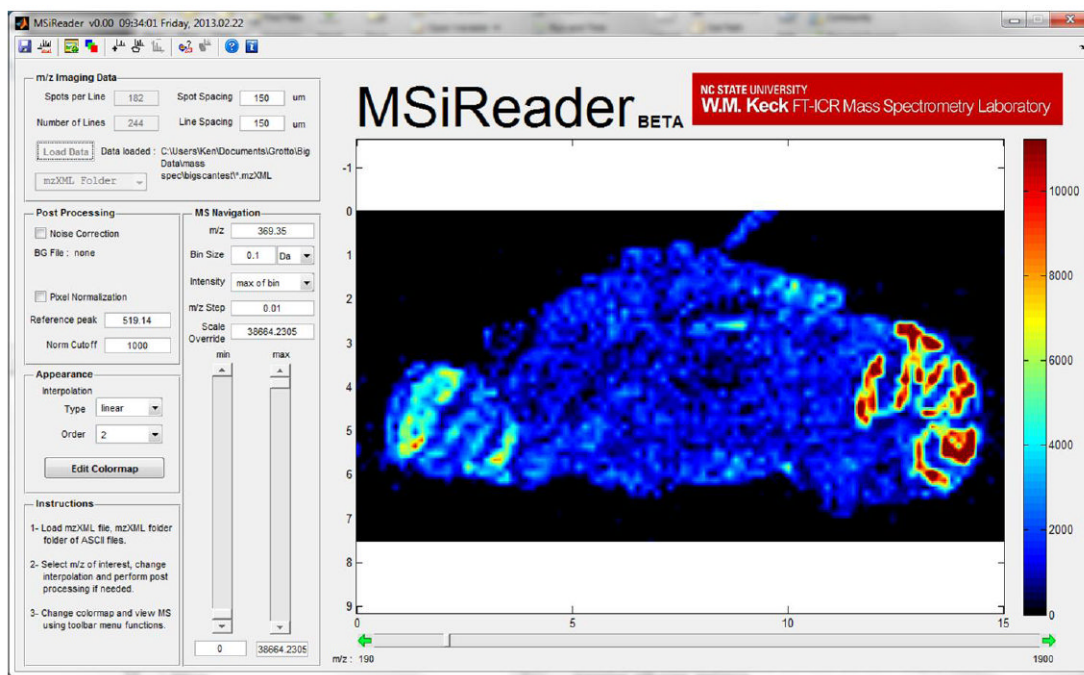 MSiReader v0.00 09:34:01 Friday, 2013.02.22
m/z Imaging Data
Spots per Line 182 Spot Spacing 150 um
Number of Lines 244 Line Spacing 150 um
Load Data Data loaded : C:\Users\Ken\Documents\Grotto\Big
Data\mass
spec\bigscantest\*.mzXML
mzXML Folder
MSiReader BETA
NC STATE UNIVERSITY
W.M. Keck FT-ICR Mass Spectrometry Laboratory
Post Processing
Noise Correction
BG File : none
Pixel Normalization
Reference peak 519.14
Norm Cutoff 1000
Appearance
Interpolation
Type linear
Order 2
Edit Colormap
Instructions
1- Load mzXML file, mzXML folder
folder of ASCII files.
2- Select m/z of interest, change
interpolation and perform post
processing if needed.
3- Change colormap and view MS
using toolbar menu functions.
MS Navigation
m/z 369.35
Bin Size 0.1 Da
Intensity max of bin
m/z Step 0.01
Scale
Override 38664.2305
min max
0 38664.2305
-1
0
1
2
3
4
5
6
7
8
9
0 5 10 15
10000
8000
6000
4000
2000
0
m/z : 190 1900